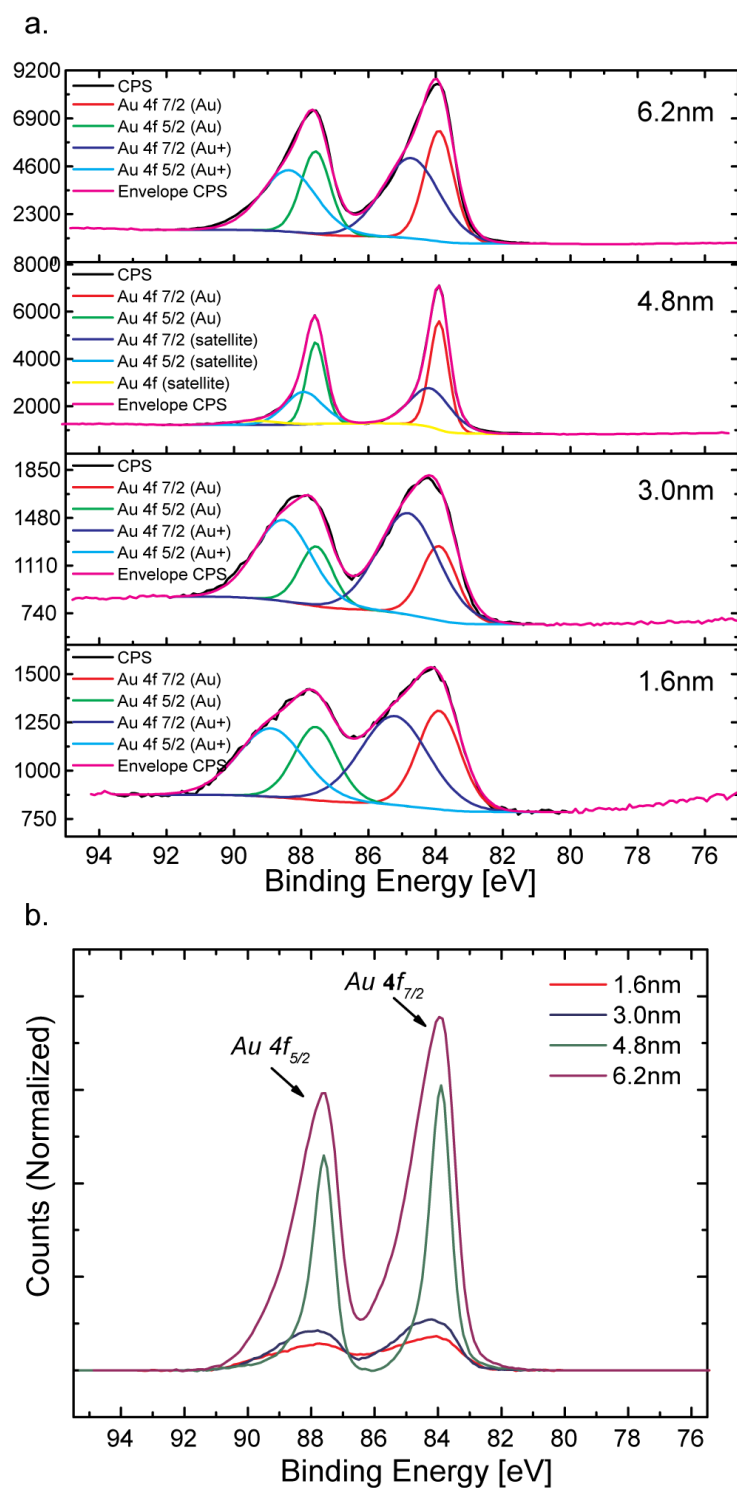 a.
9200
6900
4600
2300
CPS
Au 4f 7/2 (Au)
Au 4f 5/2 (Au)
Au 4f 7/2 (Au+)
Au 4f 5/2 (Au+)
Envelope CPS
6.2nm
8000
6000
4000
2000
CPS
Au 4f 7/2 (Au)
Au 4f 5/2 (Au)
Au 4f 7/2 (satellite)
Au 4f 5/2 (satellite)
Au 4f (satellite)
Envelope CPS
4.8nm
1850
1480
1110
740
CPS
Au 4f 7/2 (Au)
Au 4f 5/2 (Au)
Au 4f 7/2 (Au+)
Au 4f 5/2 (Au+)
Envelope CPS
3.0nm
1500
1250
1000
750
CPS
Au 4f 7/2 (Au)
Au 4f 5/2 (Au)
Au 4f 7/2 (Au+)
Au 4f 5/2 (Au+)
Envelope CPS
1.6nm
94 92 90 88 86 84 82 80 78 76
Binding Energy [eV]
b.
Counts (Normalized)
Au 4f5/2
Au 4f7/2
1.6nm
3.0nm
4.8nm
6.2nm
94 92 90 88 86 84 82 80 78 76
Binding Energy [eV]